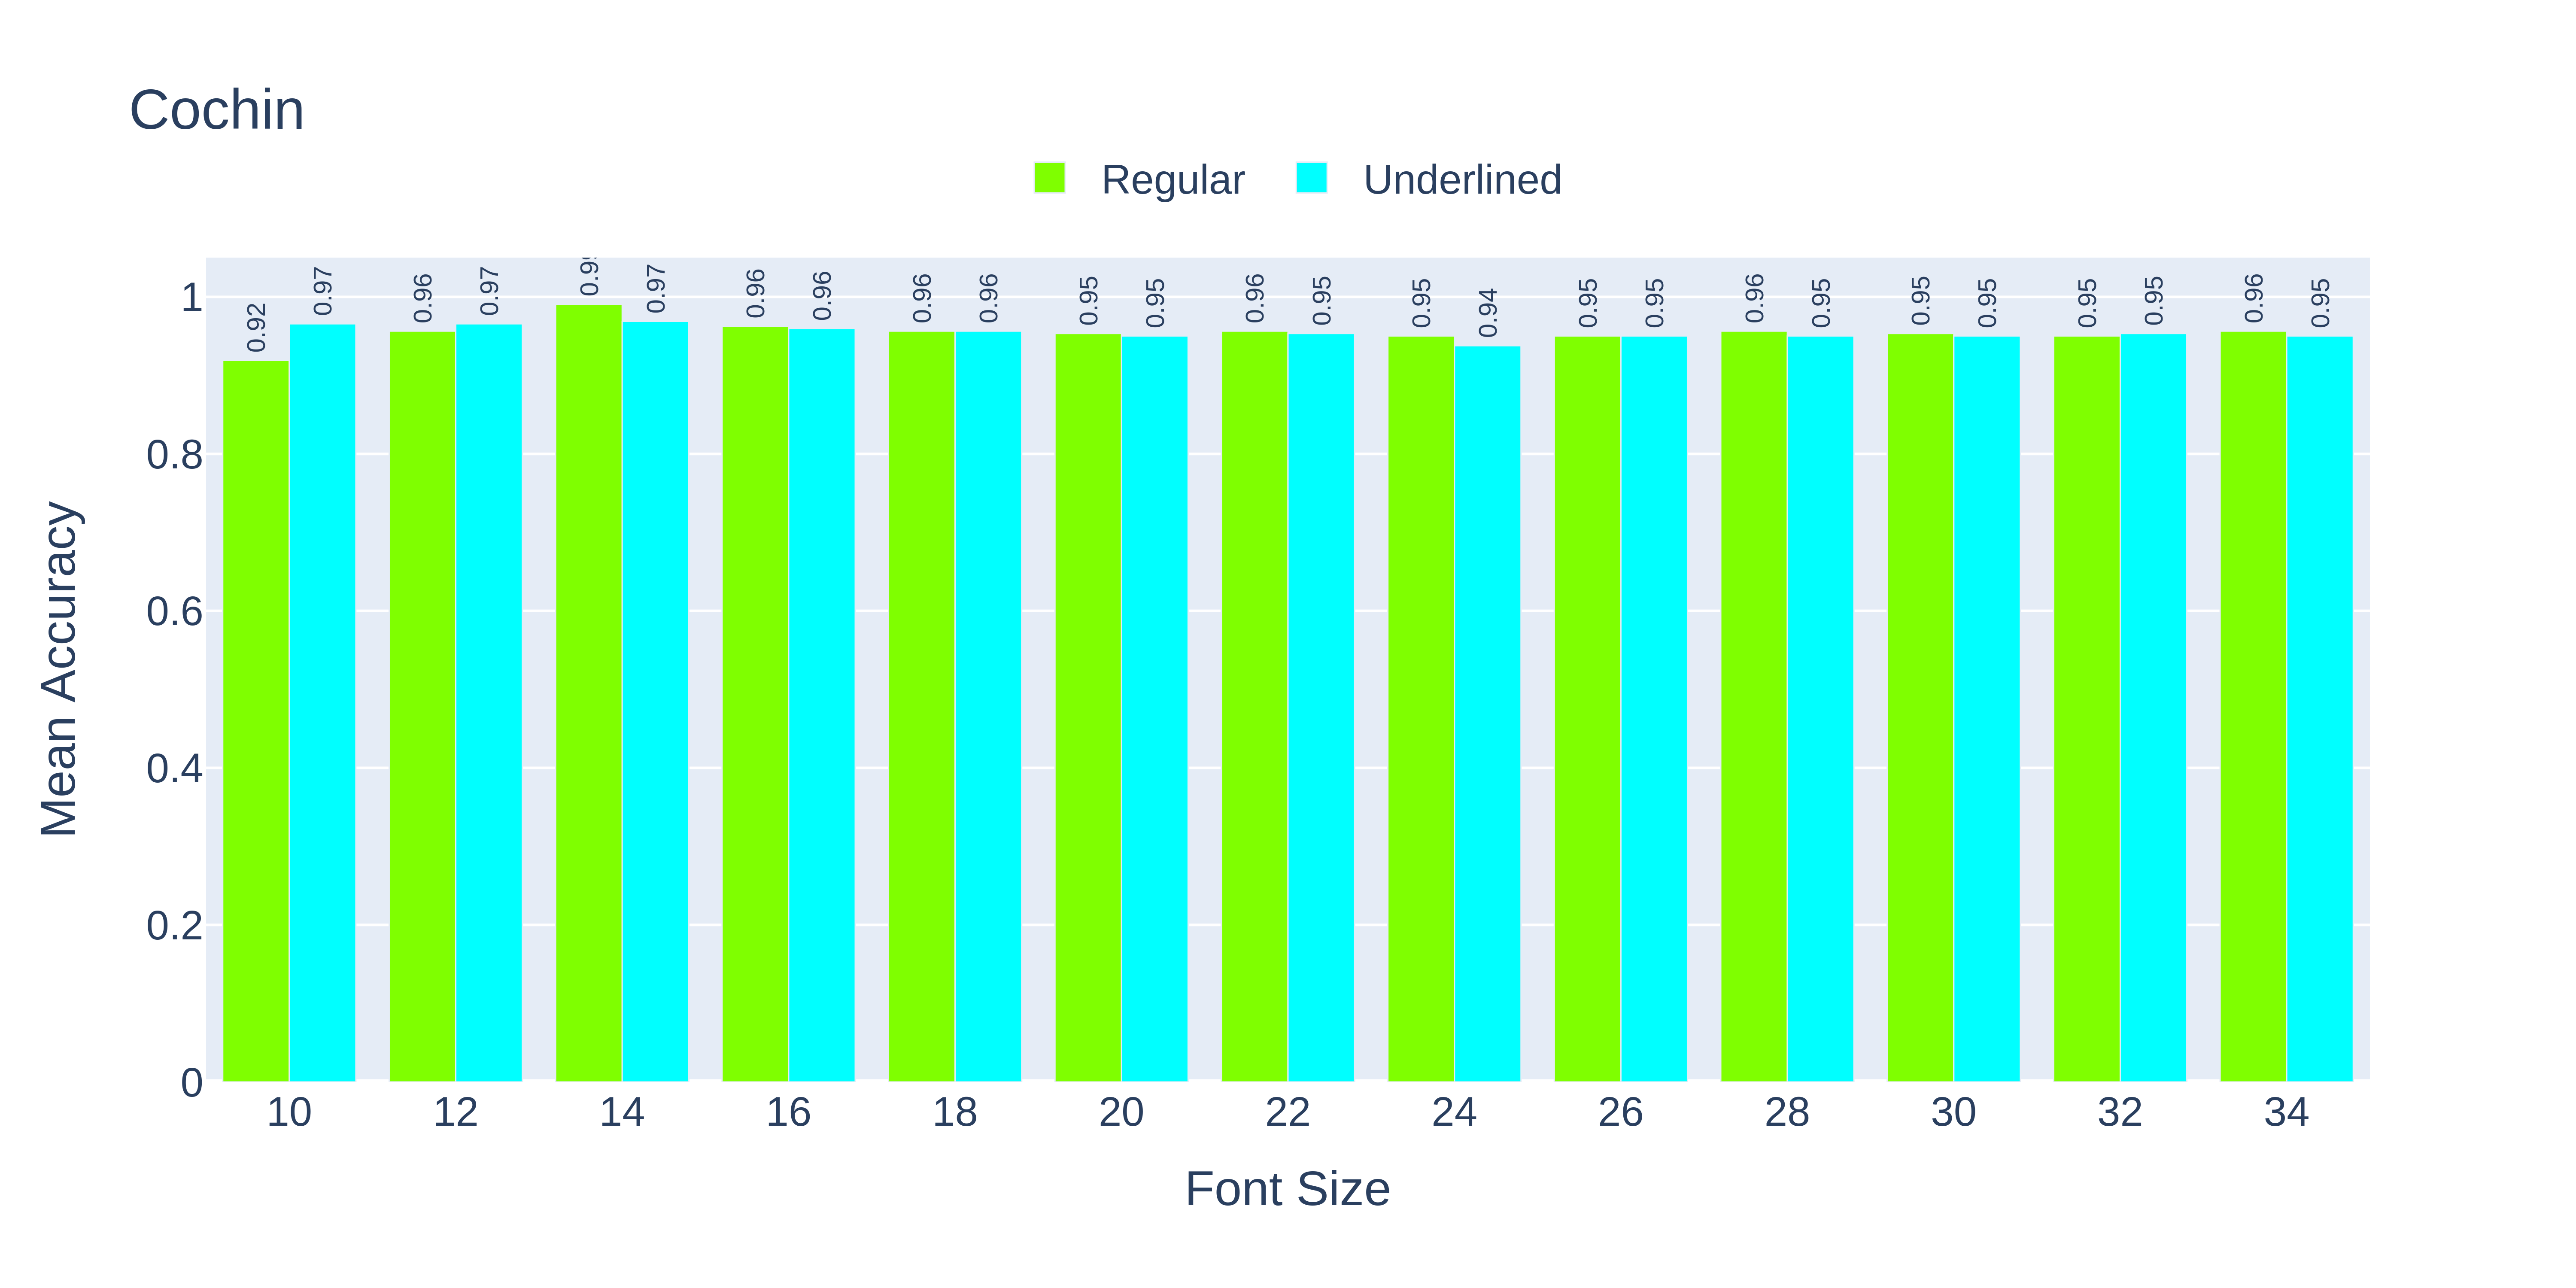 Cochin
Regular Underlined
0.92 0.97 0.96 0.97 0.97 0.96 0.96 0.96 0.96 0.95 0.95 0.96 0.95 0.95 0.94 0.95 0.95 0.96 0.95 0.95 0.95 0.95 0.95 0.96 0.95
1
0.8
0.6
0.4
0.2
0
Mean Accuracy
10 12 14 16 18 20 22 24 26 28 30 32 34
Font Size